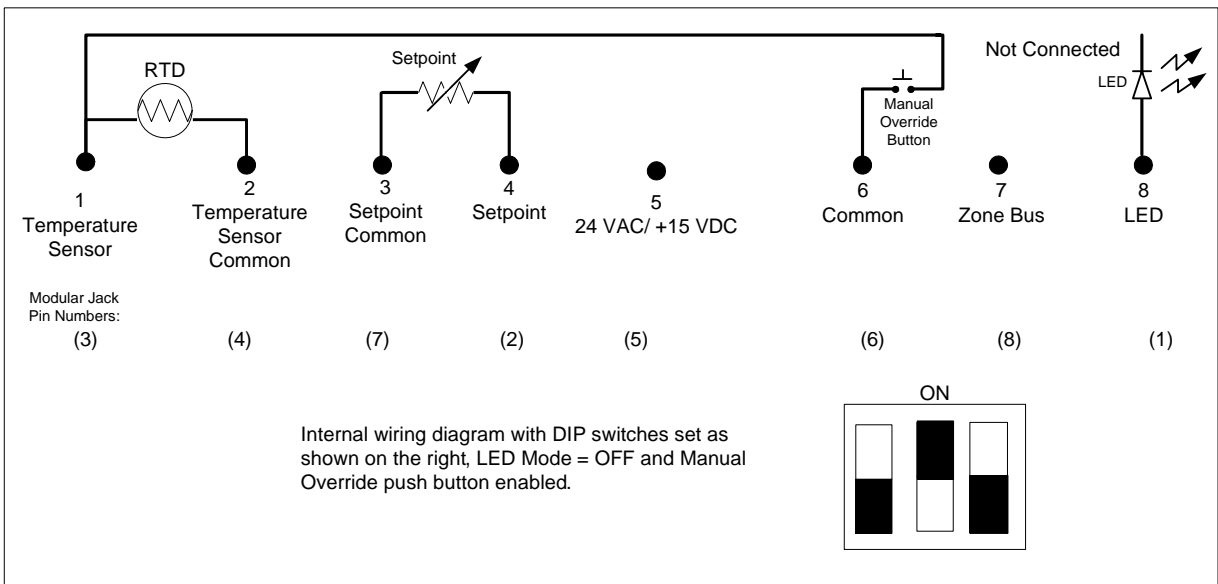 RTD
Setpoint
Manual
Override
Button
Not Connected
LED
1
Temperature
Sensor
2
Temperature
Sensor
Common
3
Setpoint
Common
4
Setpoint
5
24 VAC/ +15 VDC
6
Common
7
Zone Bus
8
LED
Modular Jack
Pin Numbers:
(3) (4) (7) (2) (5) (6) (8) (1)
ON
Internal wiring diagram with DIP switches set as
shown on the right, LED Mode = OFF and Manual
Override push button enabled.